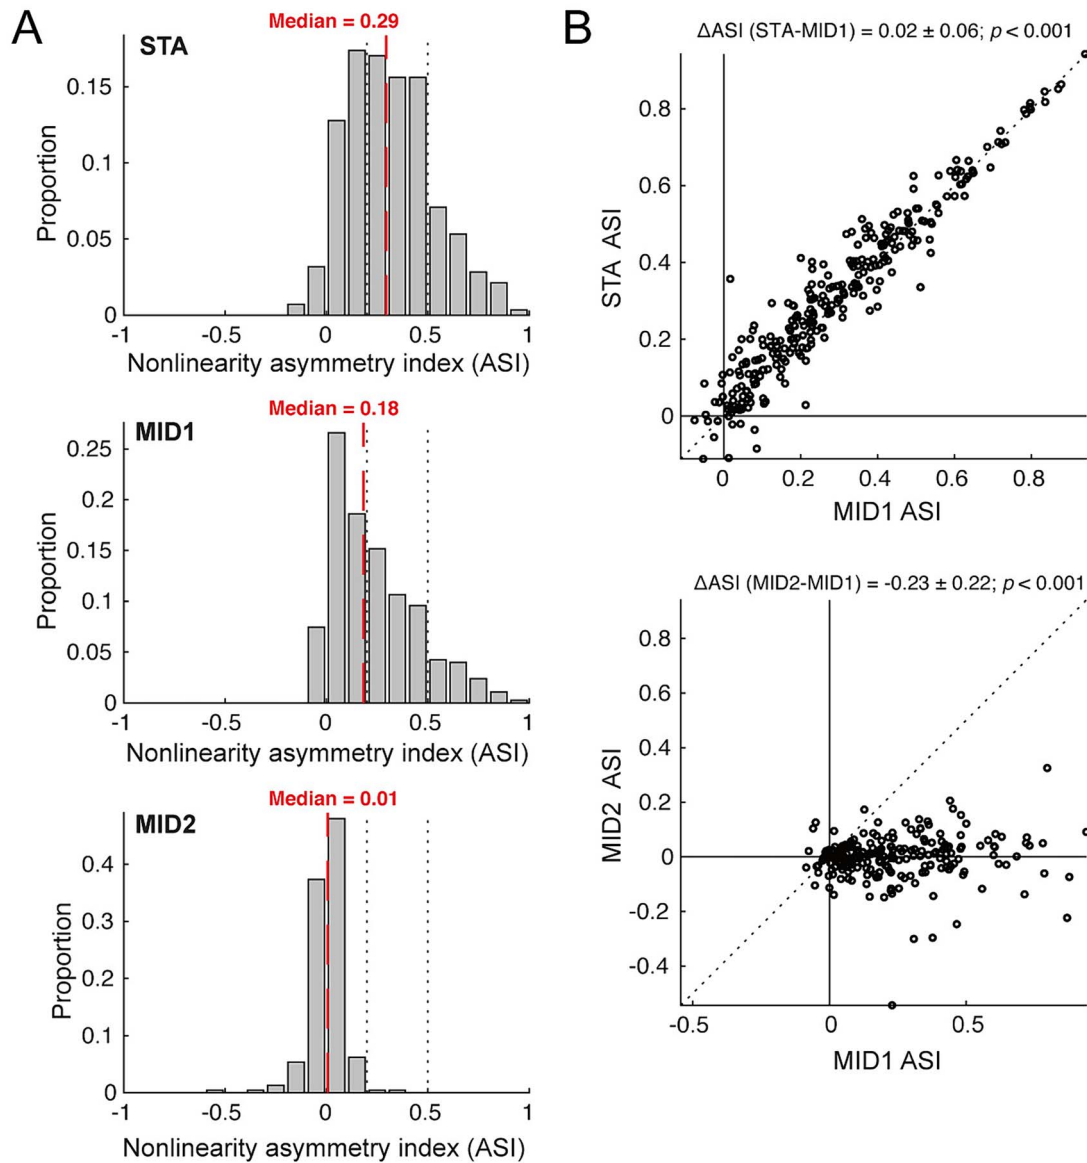 A
Median = 0.29
STA
0.15
0.1
0.05
0
Proportion
-1
-0.5
0
0.5
1
Nonlinearity asymmetry index (ASI)
Median = 0.18
MID1
0.25
0.2
0.15
0.1
0.05
0
Proportion
-1
-0.5
0
0.5
1
Nonlinearity asymmetry index (ASI)
Median = 0.01
MID2
0.4
0.3
0.2
0.1
0
Proportion
-1
-0.5
0
0.5
1
Nonlinearity asymmetry index (ASI)
B
ΔASI (STA-MID1) = 0.02 ± 0.06; p < 0.001
0.8
0.6
0.4
0.2
0
STA ASI
0
0.2
0.4
0.6
0.8
MID1 ASI
ΔASI (MID2-MID1) = -0.23 ± 0.22; p < 0.001
0.8
0.6
0.4
0.2
0
-0.2
-0.4
MID2 ASI
-0.5
0
0.5
MID1 ASI